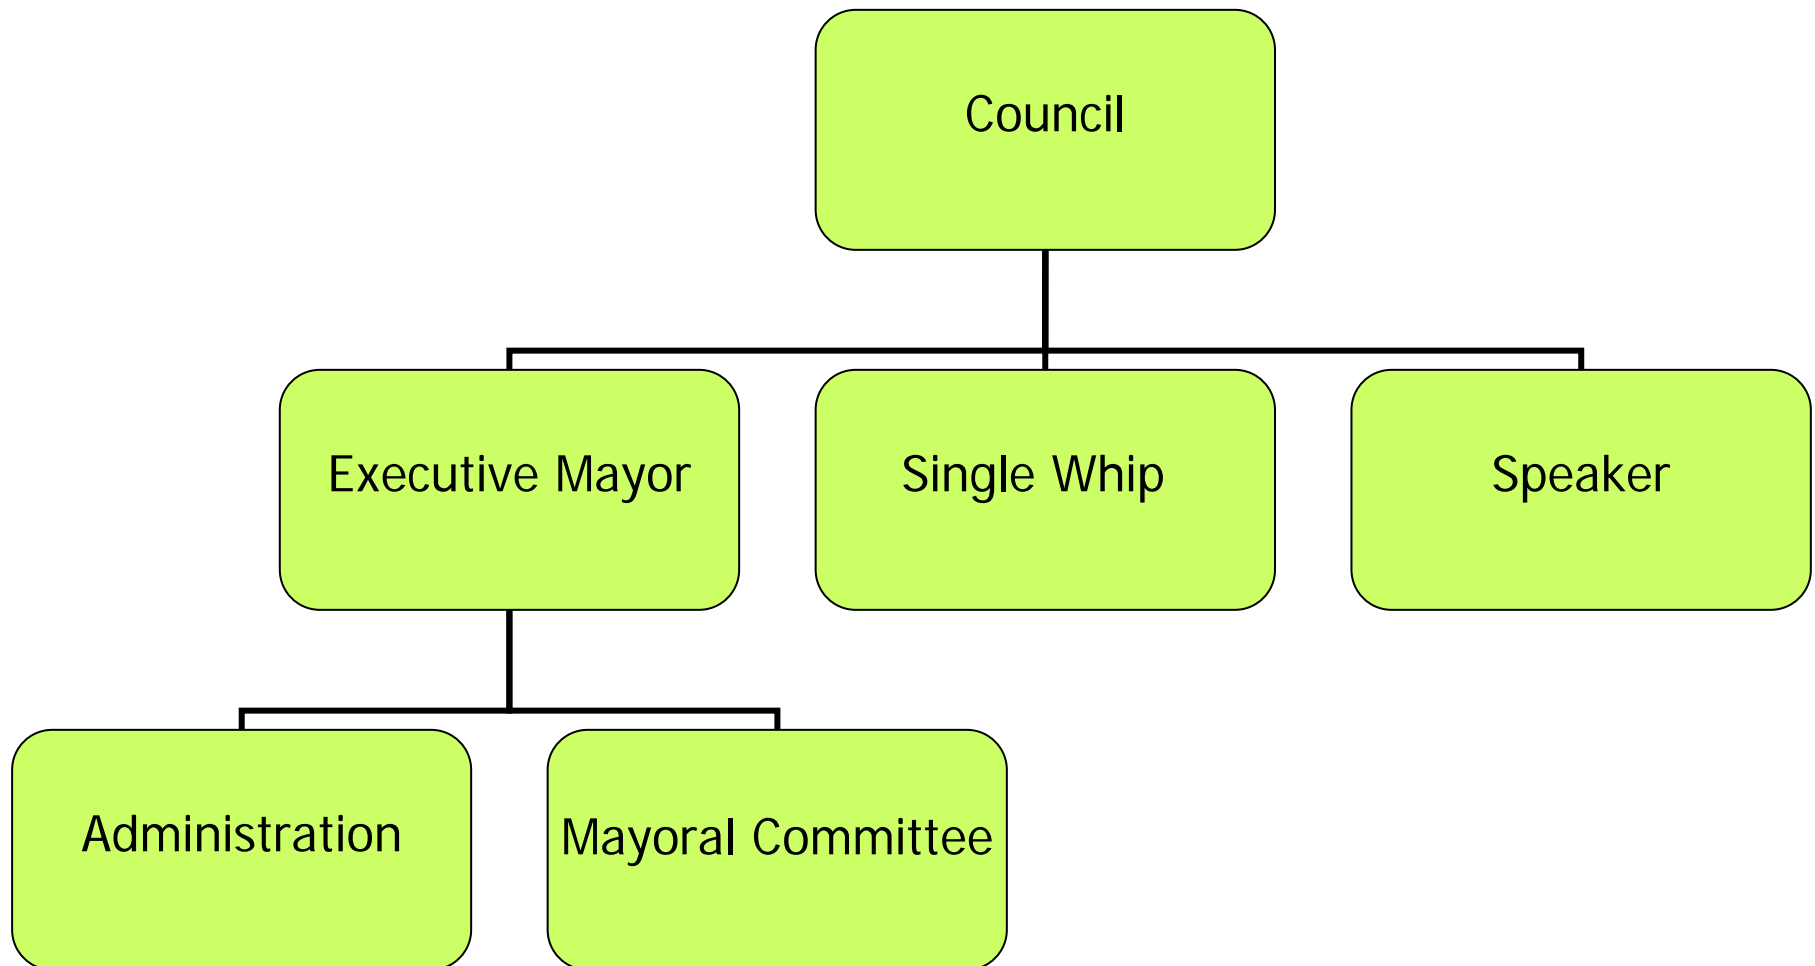 Council
Executive Mayor
Single Whip
Speaker
Administration
Mayoral Committee